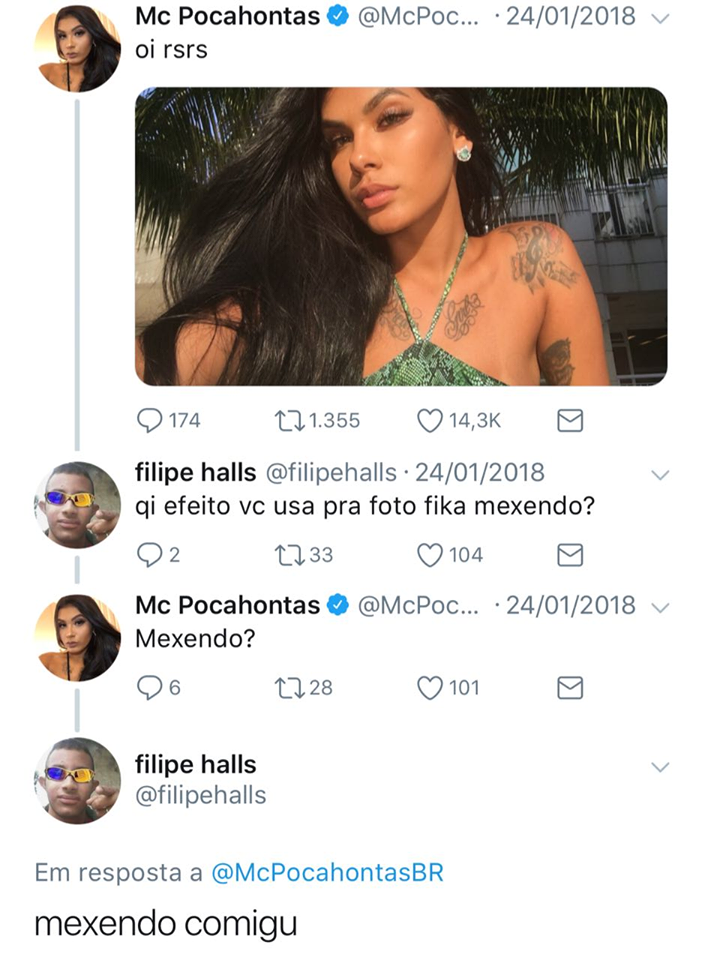 Mc Pocahontas @McPoc... · 24/01/2018
oi rsrs
174 1.355 14,3K
filipe halls @filipehalls · 24/01/2018
qi efeito vc usa pra foto fika mexendo?
2 33 104
Mc Pocahontas @McPoc... · 24/01/2018
Mexendo?
6 28 101
filipe halls
@filipehalls
Em resposta a @McPocahontasBR
mexendo comigu